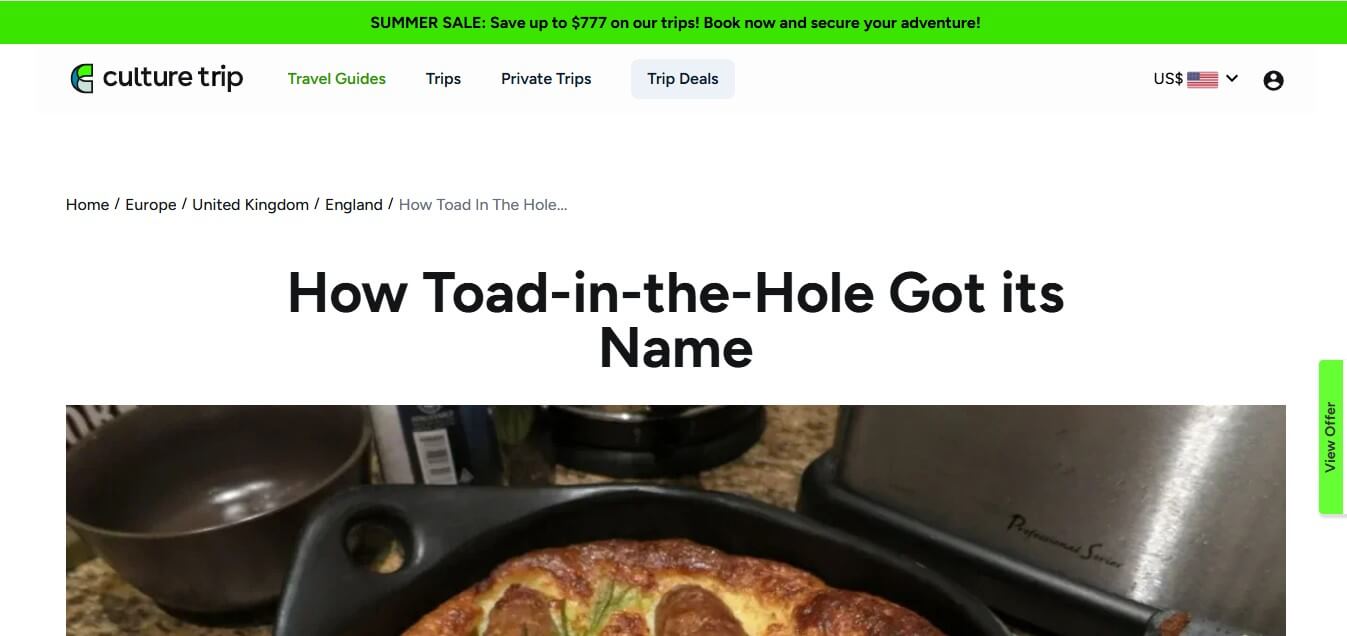 SUMMER SALE: Save up to $777 on our trips! Book now and secure your adventure!
culture trip
Travel Guides
Trips
Private Trips
Trip Deals
US$
Home / Europe / United Kingdom / England / How Toad In The Hole...
How Toad-in-the-Hole Got its
Name
View Offer
Professional Series